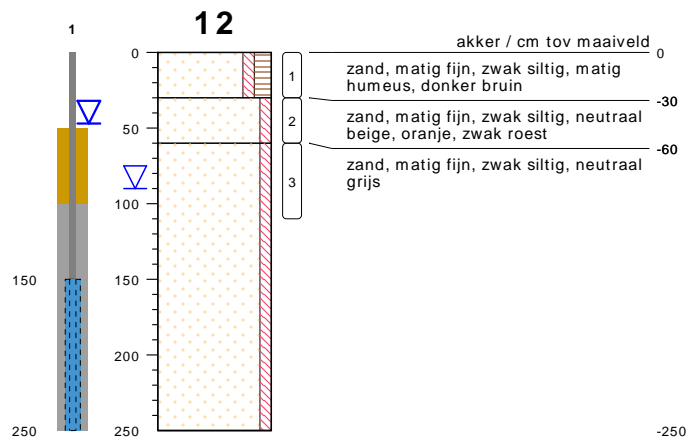 1
12
akker / cm tov maaiveld
0
0
1
zand, matig fijn, zwak siltig, matig
humeus, donker bruin
-30
2
zand, matig fijn, zwak siltig, neutraal
beige, oranje, zwak roest
50
-60
3
zand, matig fijn, zwak siltig, neutraal
grijs
100
150
150
200
250
250
-250